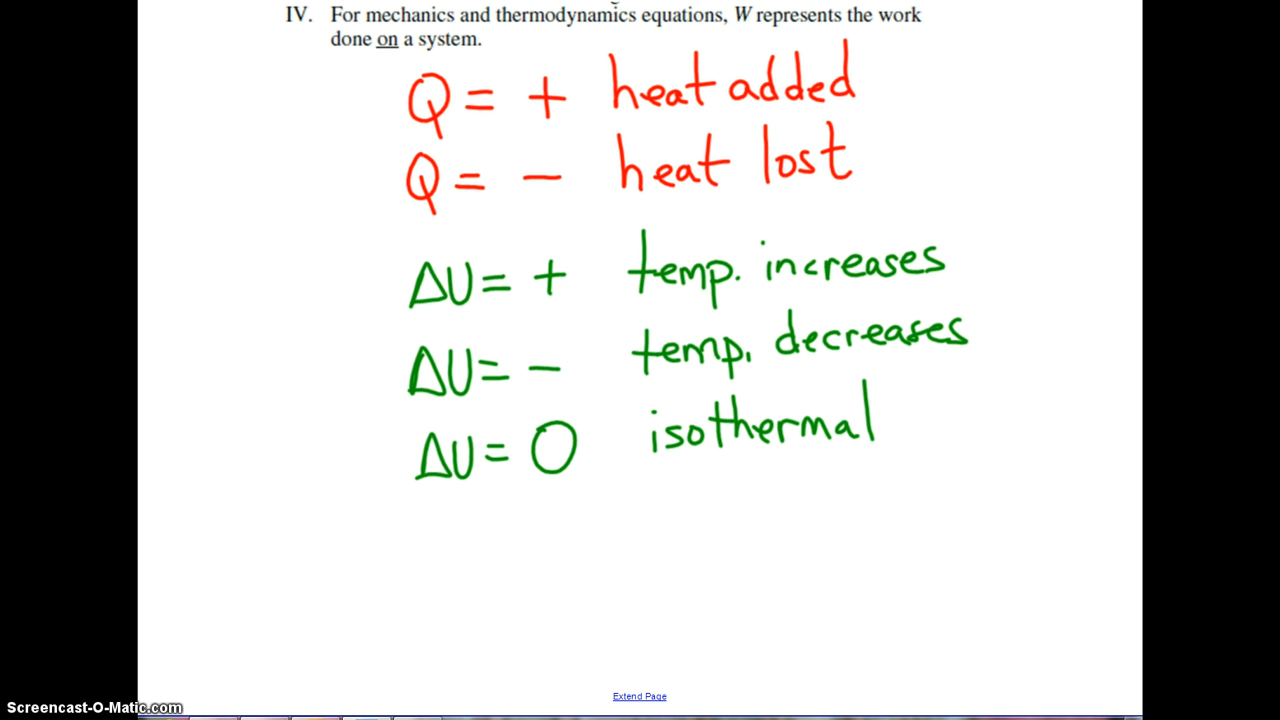 IV. For mechanics and thermodynamics equations, W represents the work
done on a system.
Q = + heat added
Q = - heat lost
ΔU = + temp. increases
ΔU = - temp. decreases
ΔU = 0 isothermal
Extend Page
Screencast-O-Matic.com